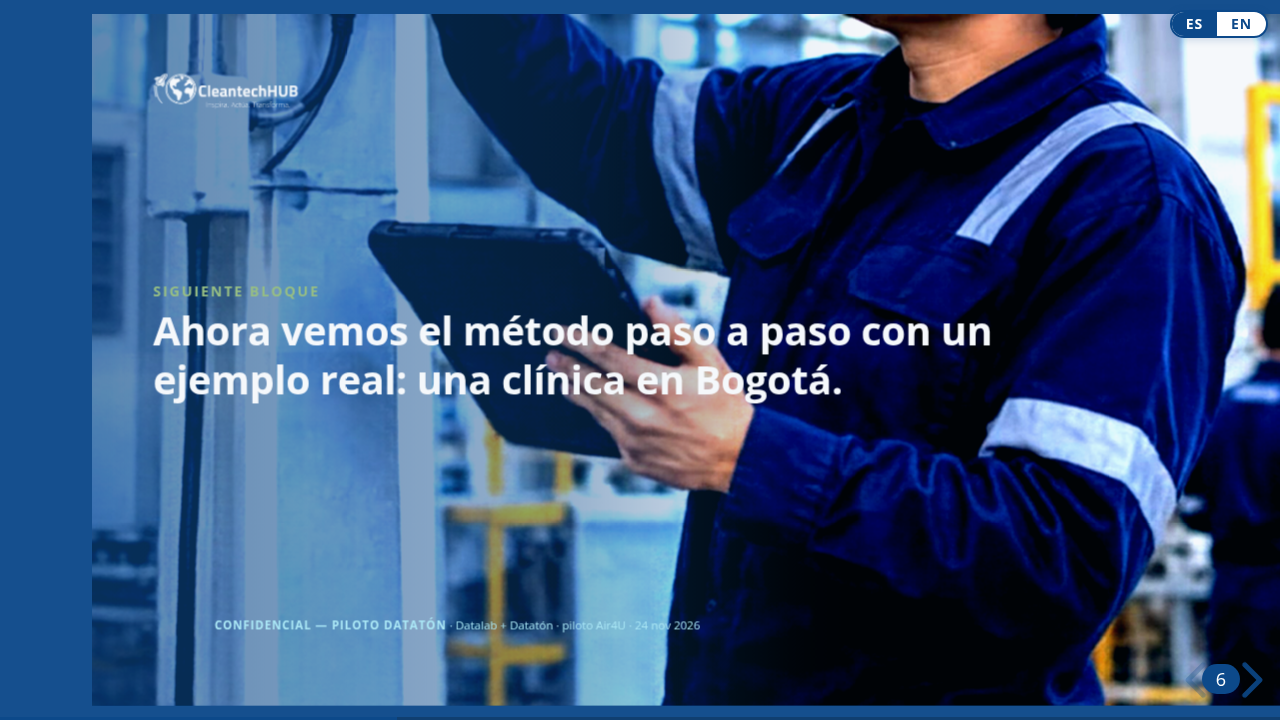 ES EN
CleantechHUB
Inspira. Actúa. Transforma.
SIGUIENTE BLOQUE
Ahora vemos el método paso a paso con un
ejemplo real: una clínica en Bogotá.
CONFIDENCIAL — PILOTO DATATÓN · Datalab + Datatón · piloto Air4U · 24 nov 2026
6